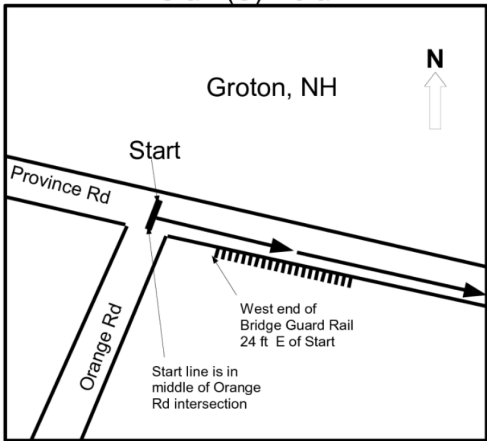 N
Groton, NH
Start
Province Rd
Orange Rd
West end of
Bridge Guard Rail
24 ft E of Start
Start line is in
middle of Orange
Rd intersection